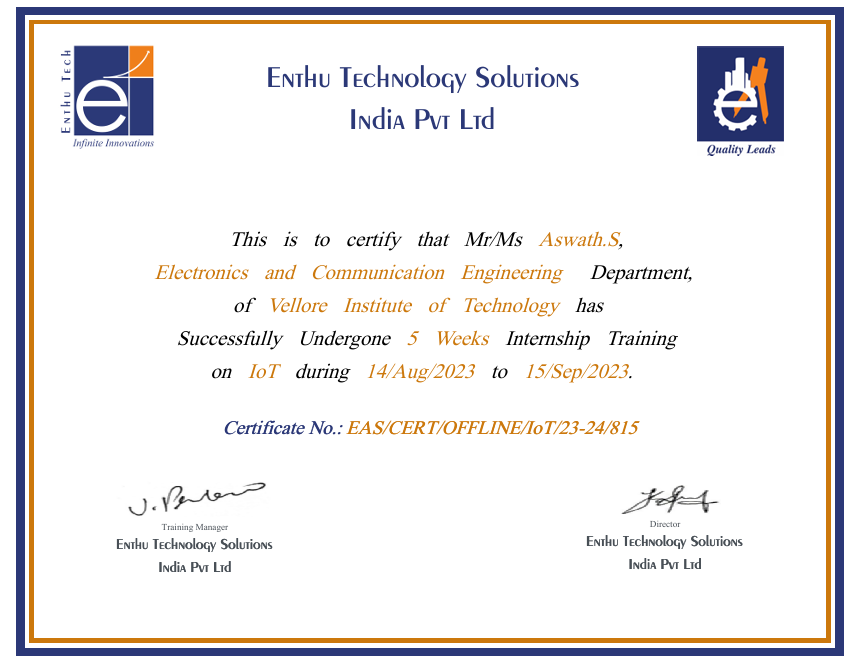 Enthu Tech
Infinite Innovations
Enthu Technology Solutions
India Pvt Ltd
Quality Leads
This is to certify that Mr/Ms Aswath.S,
Electronics and Communication Engineering Department,
of Vellore Institute of Technology has
Successfully Undergone 5 Weeks Internship Training
on IoT during 14/Aug/2023 to 15/Sep/2023.
Certificate No.: EAS/CERT/OFFLINE/IoT/23-24/815
Training Manager
Enthu Technology Solutions
India Pvt Ltd
Director
Enthu Technology Solutions
India Pvt Ltd